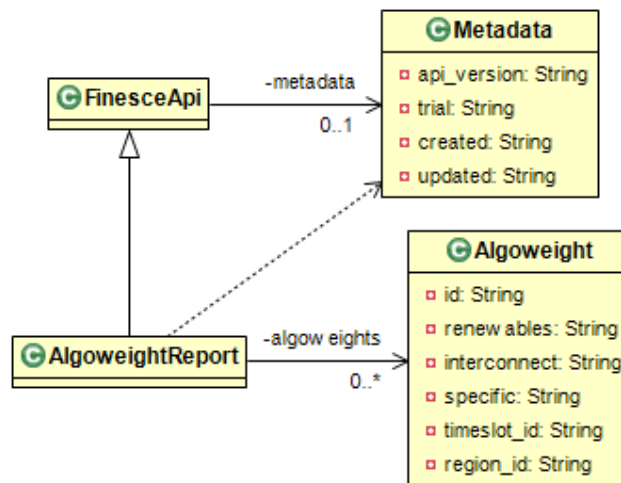 C Metadata
api_version: String
trial: String
created: String
updated: String
C FinesceApi
-metadata
0..1
C AlgoweightReport
-algow eights
0..*
C Algoweight
id: String
renew ables: String
interconnect: String
specific: String
timeslot_id: String
region_id: String